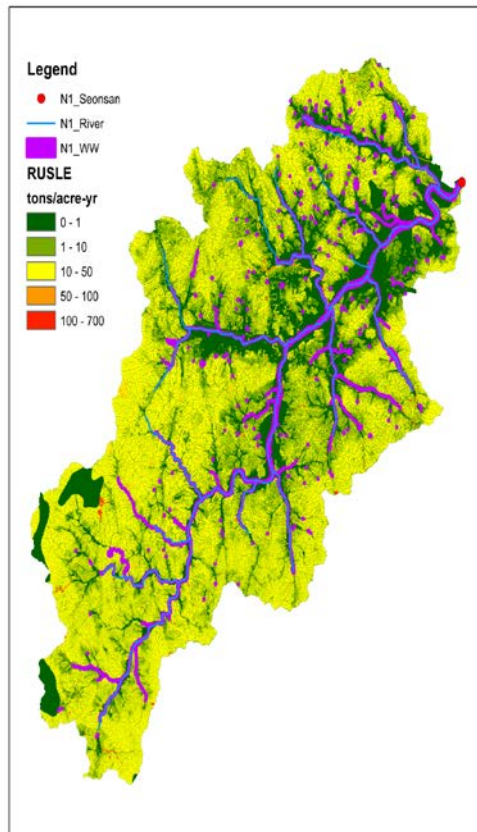 Legend
N1_Seonsan
N1_River
N1_WW
RUSLE
tons/acre-yr
0 - 1
1 - 10
10 - 50
50 - 100
100 - 700